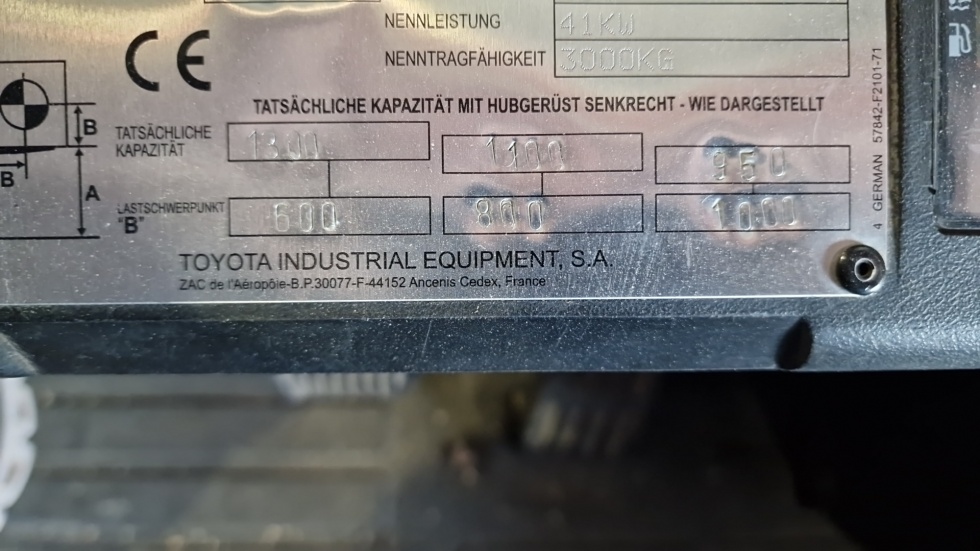 NENNLEISTUNG 41KW
NENNTRAGFÄHIGKEIT 3000KG
CE
TATSÄCHLICHE KAPAZITÄT MIT HUBGERÜST SENKRECHT - WIE DARGESTELLT
B
TATSÄCHLICHE
KAPAZITÄT
1300 1100 960
B
A
LASTSCHWERPUNKT
"B"
600 800 1000
TOYOTA INDUSTRIAL EQUIPMENT, S.A.
ZAC de l'Aéropôle-B.P.30077-F-44152 Ancenis Cedex, France
4 GERMAN 57842-F2101-71